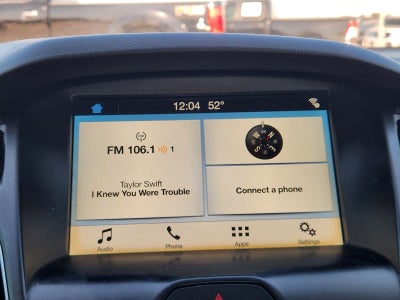 12:04 52°
FM
FM 106.1 1
Taylor Swift
I Knew You Were Trouble
N
W
E
S
Connect a phone
Audio
Phone
Apps
Settings